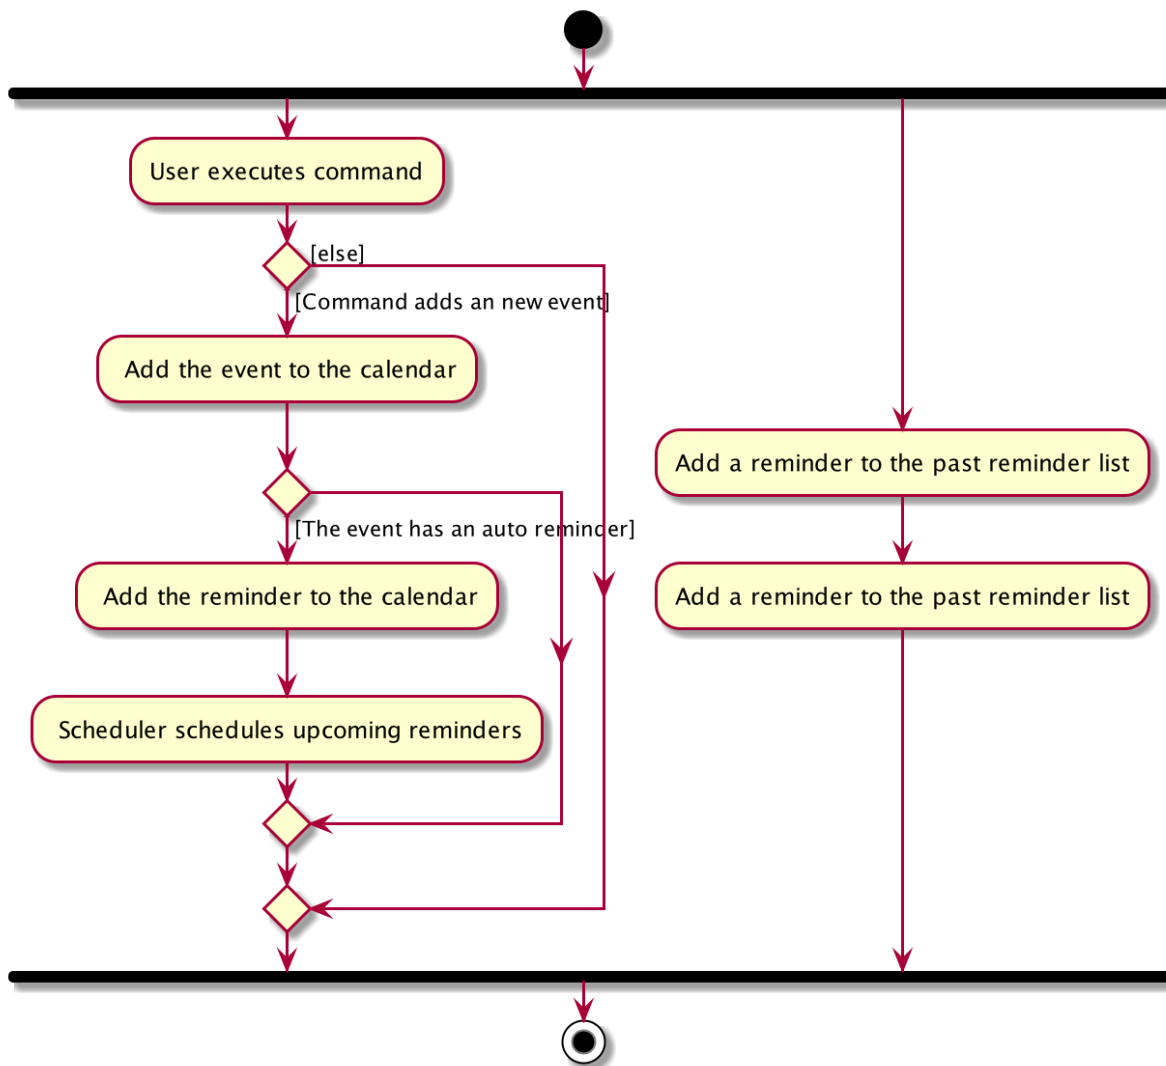 User executes command
[else]
[Command adds an new event]
Add the event to the calendar
[The event has an auto reminder]
Add the reminder to the calendar
Scheduler schedules upcoming reminders
Add a reminder to the past reminder list
Add a reminder to the past reminder list